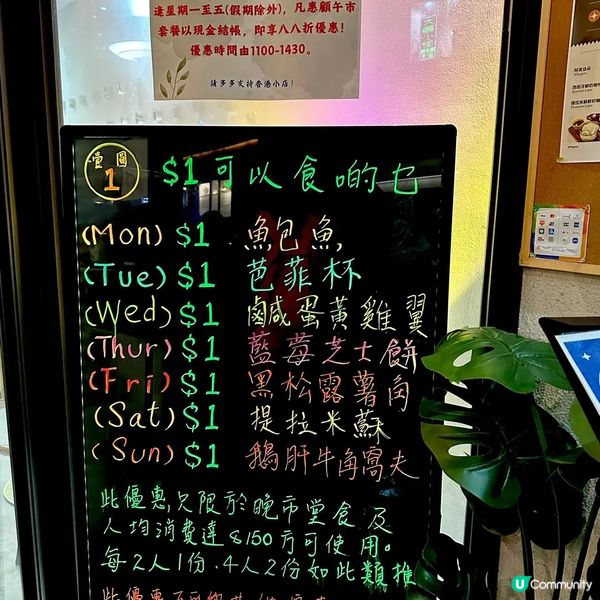 逢星期一至五(假期除外)，凡惠顧午市
套餐以現金結帳，即享八八折優惠！
優惠時間由1100-1430。
請多多支持香港小店！
壹圓
1
$1可以食啲乜
(Mon) $1 鮑魚
(Tue) $1 芭菲杯
(Wed) $1 鹹蛋黃雞翼
(Thur) $1 藍莓芝士餅
(Fri) $1 黑松露薯角
(Sat) $1 提拉米蘇
(Sun) $1 鵝肝牛角窩夫
此優惠只限於晚市堂食及
人均消費達$150方可使用。
每2人1份，4人2份如此類推
此優惠不可
U Community